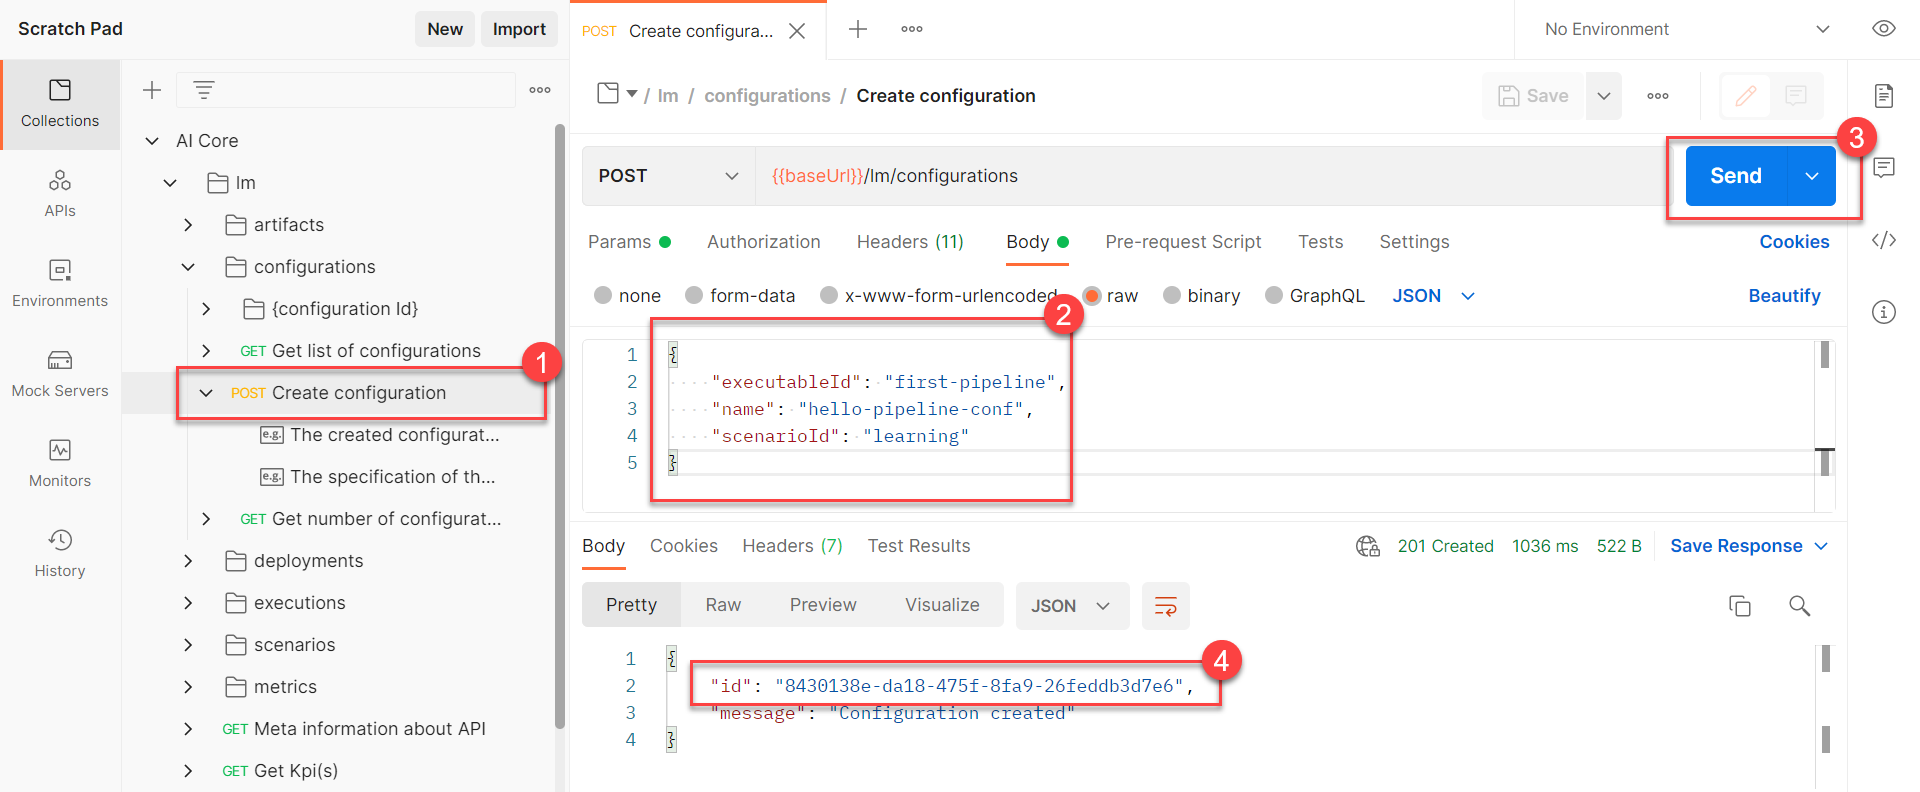 Scratch Pad
New
Import
POST Create configura...
No Environment
Collections
APIs
Environments
Mock Servers
Monitors
History
AI Core
lm
artifacts
configurations
{configuration Id}
GET Get list of configurations
1
POST Create configuration
e.g. The created configurat...
e.g. The specification of th...
GET Get number of configurat...
deployments
executions
scenarios
metrics
GET Meta information about API
GET Get Kpi(s)
/ lm / configurations / Create configuration
Save
3
POST
{{baseUrl}}/lm/configurations
Send
Params
Authorization
Headers (11)
Body
Pre-request Script
Tests
Settings
Cookies
none
form-data
x-www-form-urlencoded
raw
binary
GraphQL
JSON
Beautify
2
1 {
2 "executableId": "first-pipeline",
3 "name": "hello-pipeline-conf",
4 "scenarioId": "learning"
5 }
Body
Cookies
Headers (7)
Test Results
201 Created
1036 ms
522 B
Save Response
Pretty
Raw
Preview
Visualize
JSON
4
1 {
2 "id": "8430138e-da18-475f-8fa9-26feddb3d7e6",
3 "message": "Configuration created"
4 }